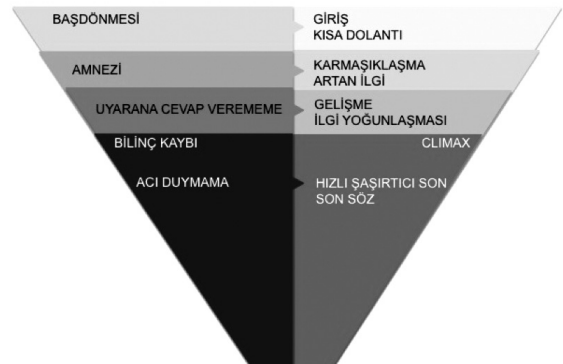 BAŞDÖNMESİ
GİRİŞ
KISA DOLANTI
AMNEZİ
KARMAŞIKLAŞMA
ARTAN İLGİ
UYARANA CEVAP VEREMEME
GELİŞME
İLGİ YOĞUNLAŞMASI
BİLİNÇ KAYBI
CLIMAX
ACI DUYMAMA
HIZLI ŞAŞIRTICI SON
SON SÖZ